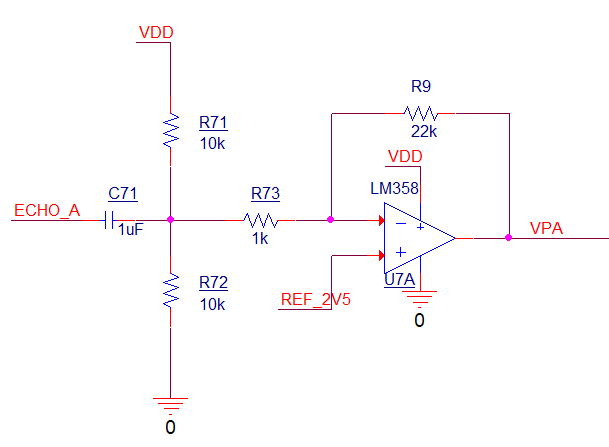 VDD
R9
R71
10k
22k
VDD
LM358
C71
R73
ECHO_A
1uF
1k
VPA
−
+
+
R72
10k
REF_2V5
U7A
0
0